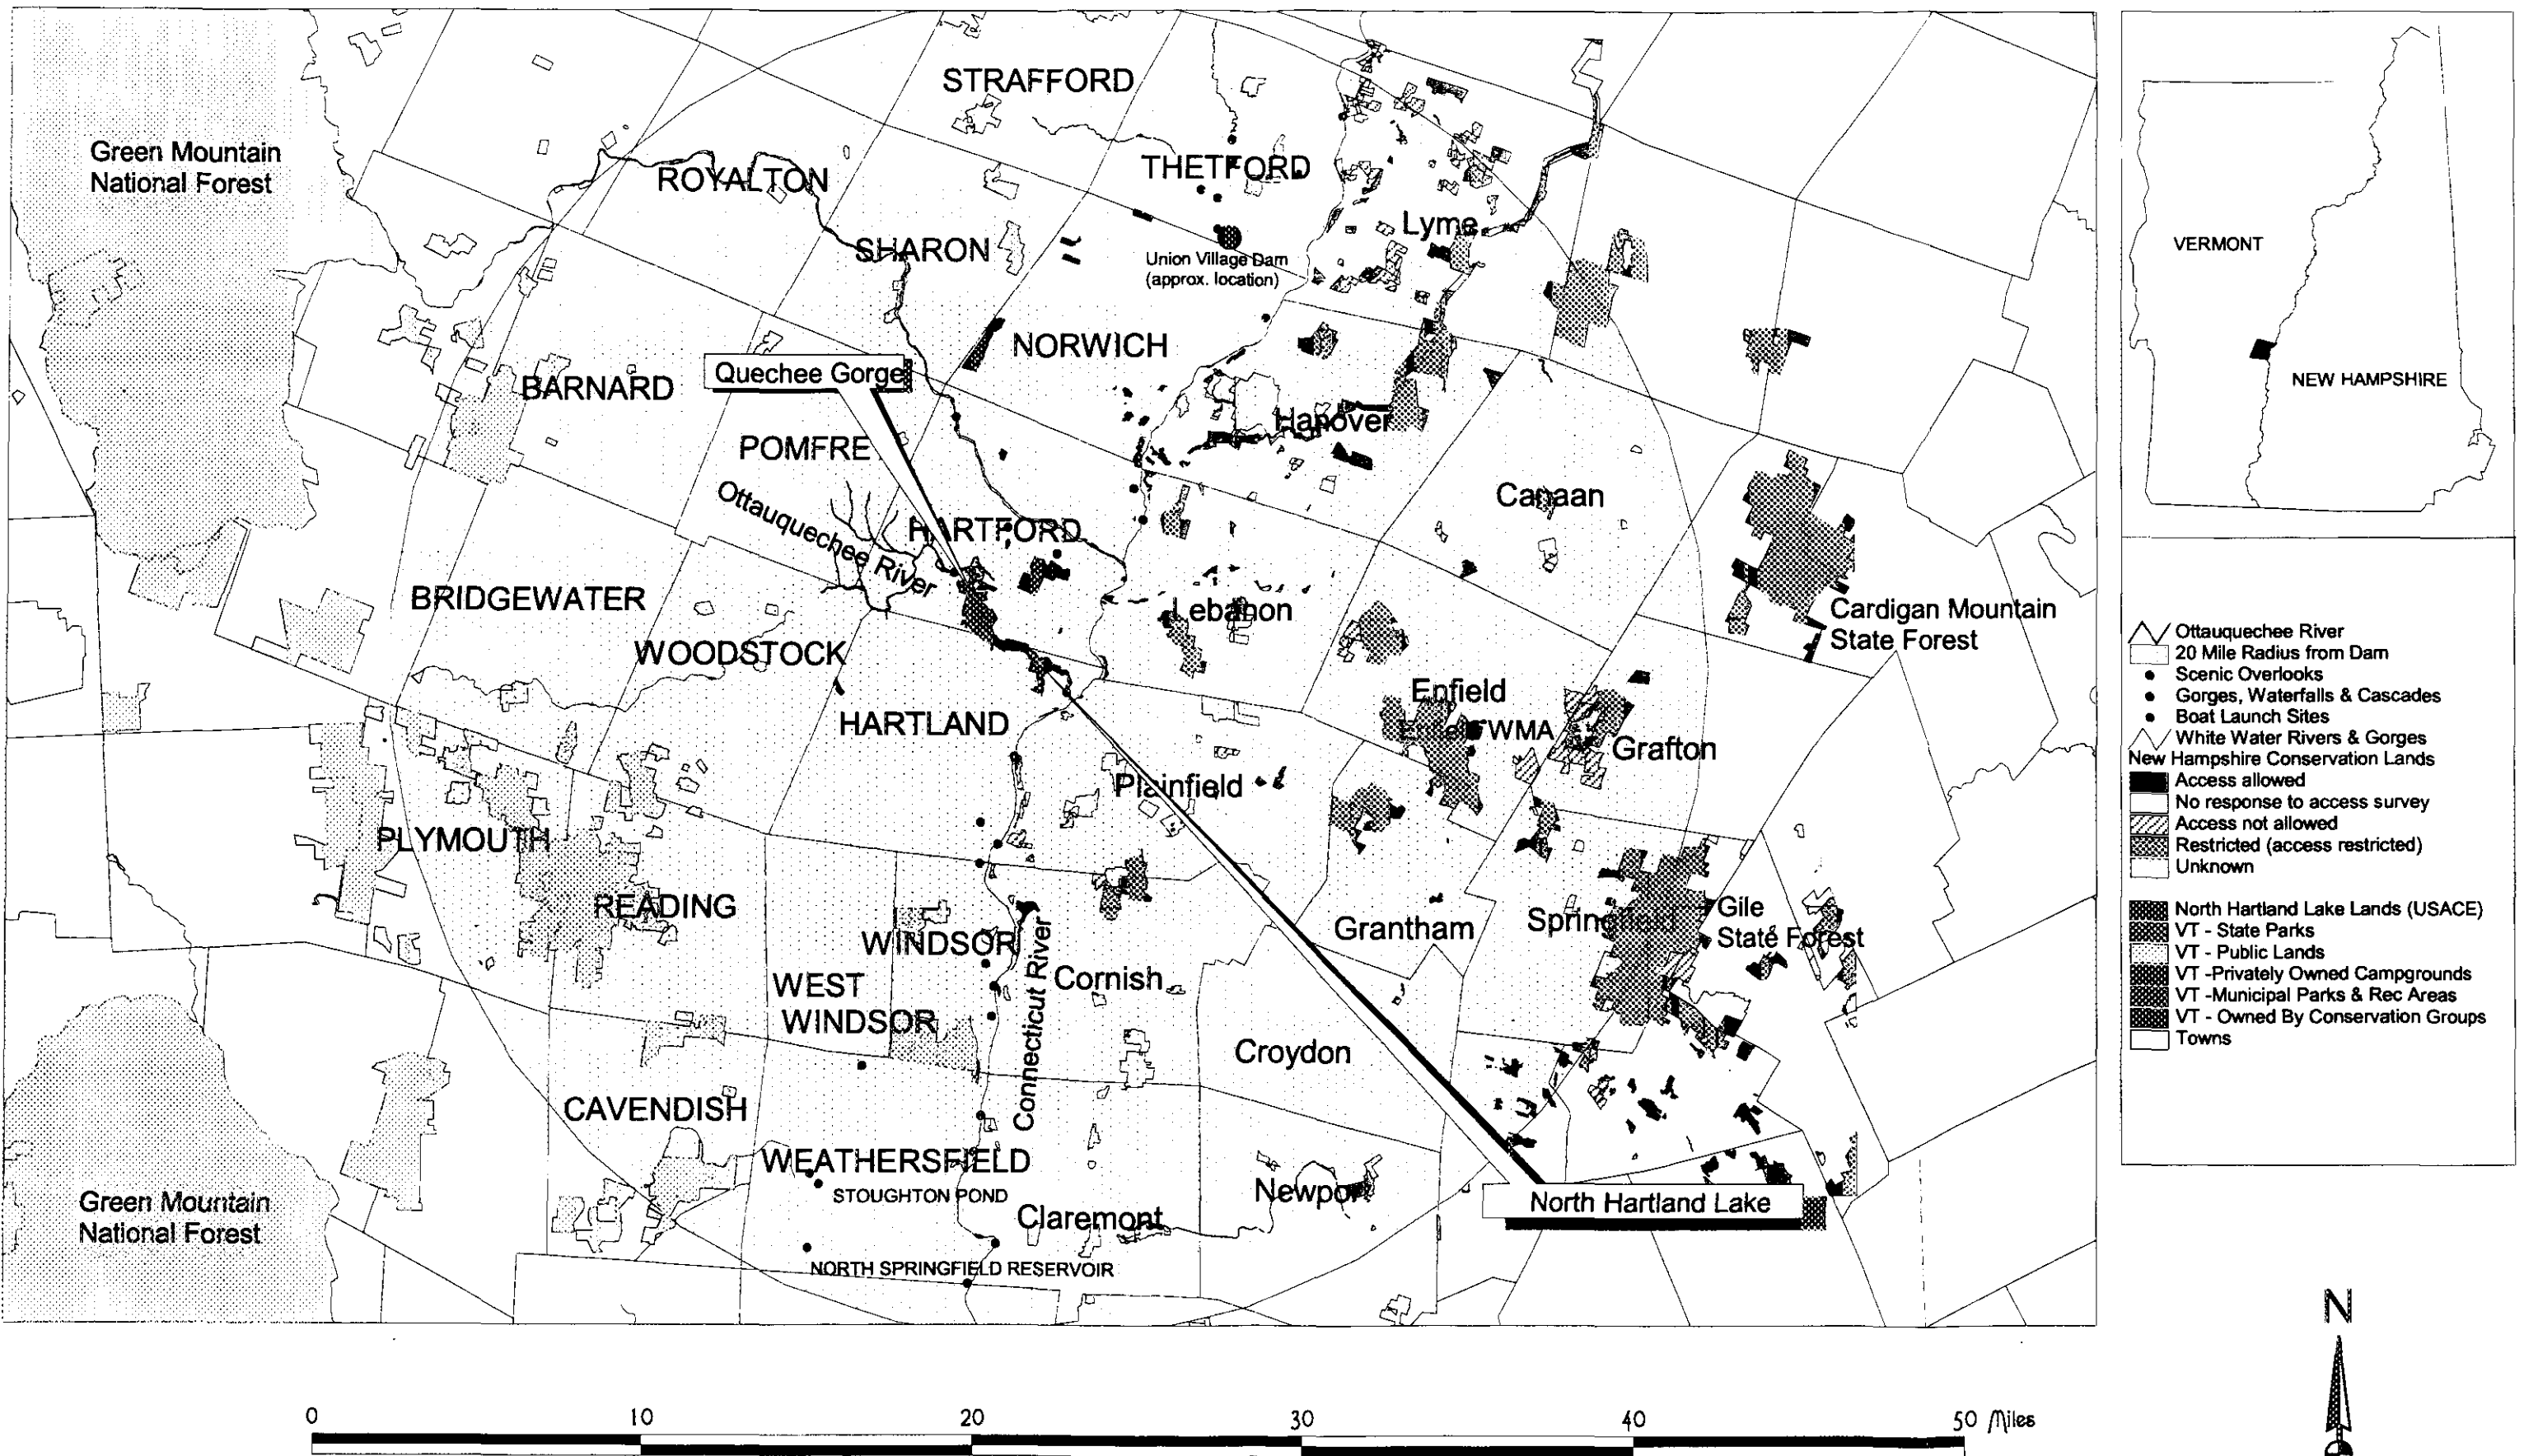 STRAFFORD
Green Mountain
National Forest
ROYALTON
THETFORD
Lyme
SHARON
Union Village Dam
(approx. location)
NORWICH
Quechee Gorge
BARNARD
Hanover
POMFRE
Ottauquechee River
HARTFORD
Canaan
BRIDGEWATER
Lebanon
Cardigan Mountain
State Forest
WOODSTOCK
Enfield
HARTLAND
Enfield WMA
Grafton
Plainfield
PLYMOUTH
READING
Grantham
Springfield
Gile
State Forest
WINDSOR
Connecticut River
Cornish
WEST
WINDSOR
Croydon
CAVENDISH
WEATHERSFIELD
STOUGHTON POND
Newpor
North Hartland Lake
Green Mountain
National Forest
Claremont
NORTH SPRINGFIELD RESERVOIR
0 10 20 30 40 50 Miles
VERMONT
NEW HAMPSHIRE
Ottauquechee River
20 Mile Radius from Dam
Scenic Overlooks
Gorges, Waterfalls & Cascades
Boat Launch Sites
White Water Rivers & Gorges
New Hampshire Conservation Lands
Access allowed
No response to access survey
Access not allowed
Restricted (access restricted)
Unknown
North Hartland Lake Lands (USACE)
VT - State Parks
VT - Public Lands
VT -Privately Owned Campgrounds
VT -Municipal Parks & Rec Areas
VT - Owned By Conservation Groups
Towns
N